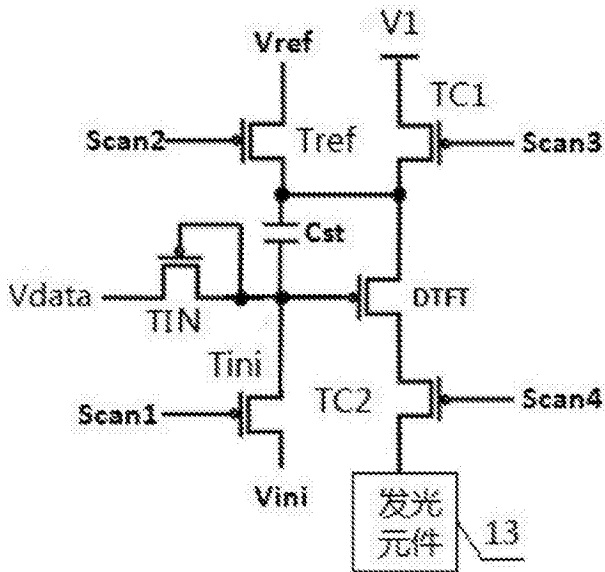 V1
Vref
TC1
Scan2
Tref
Scan3
Cst
Vdata
TIN
DTFT
Tini
TC2
Scan1
Scan4
Vini
发光
元件
13